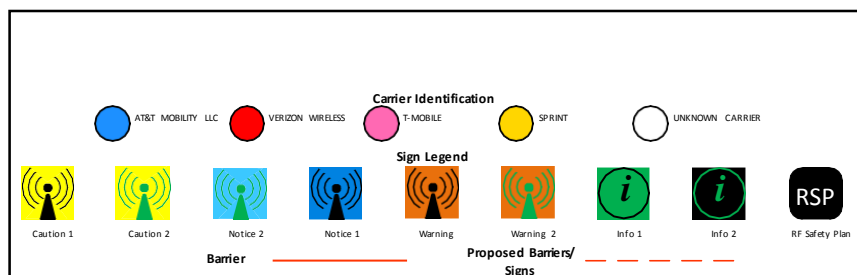 Carrier Identification
AT&T MOBILITY LLC VERIZON WIRELESS T-MOBILE SPRINT UNKNOWN CARRIER
Sign Legend
i i RSP
Caution 1 Caution 2 Notice 2 Notice 1 Warning Warning 2 Info 1 Info 2 RF Safety Plan
Barrier Proposed Barriers/
Signs